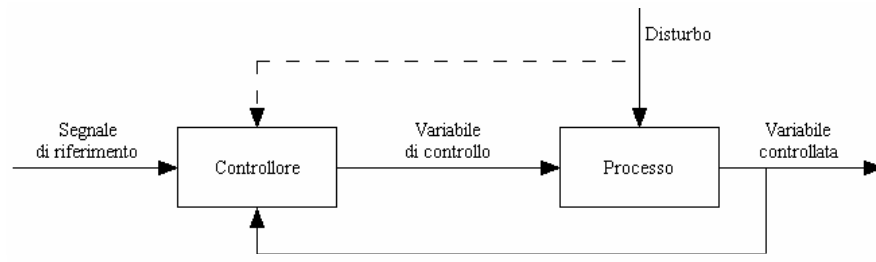 Disturbo
Segnale
di riferimento
Controllore
Variabile
di controllo
Processo
Variabile
controllata